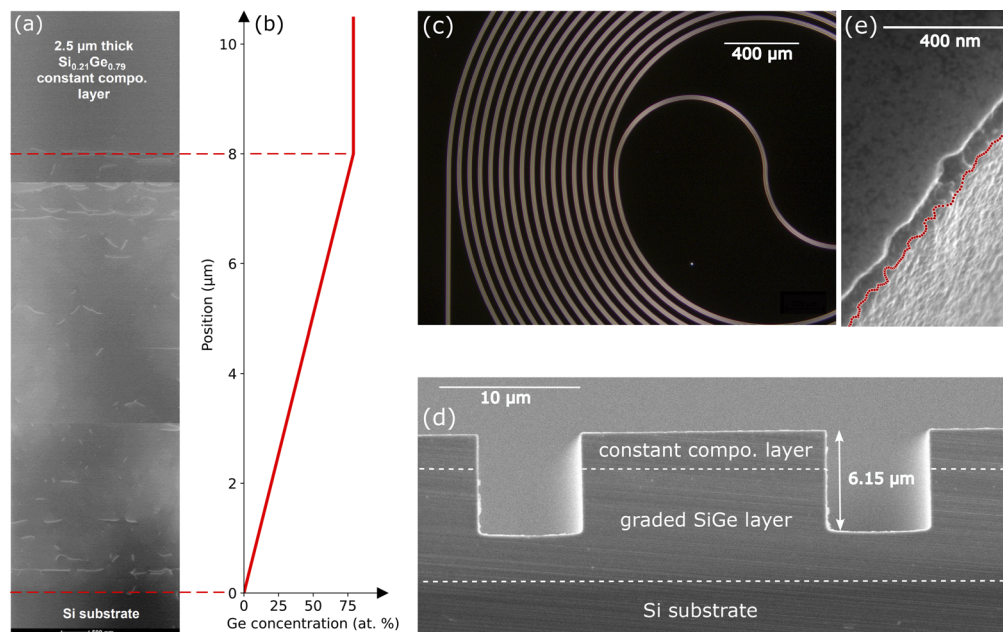 (a)
2.5 µm thick
Si0.21Ge0.79
constant compo.
layer
Si substrate
(b)
10
8
6
4
2
0
Position (µm)
0 25 50 75
Ge concentration (at. %)
(c)
400 µm
(e)
400 nm
(d)
10 µm
constant compo. layer
6.15 µm
graded SiGe layer
Si substrate